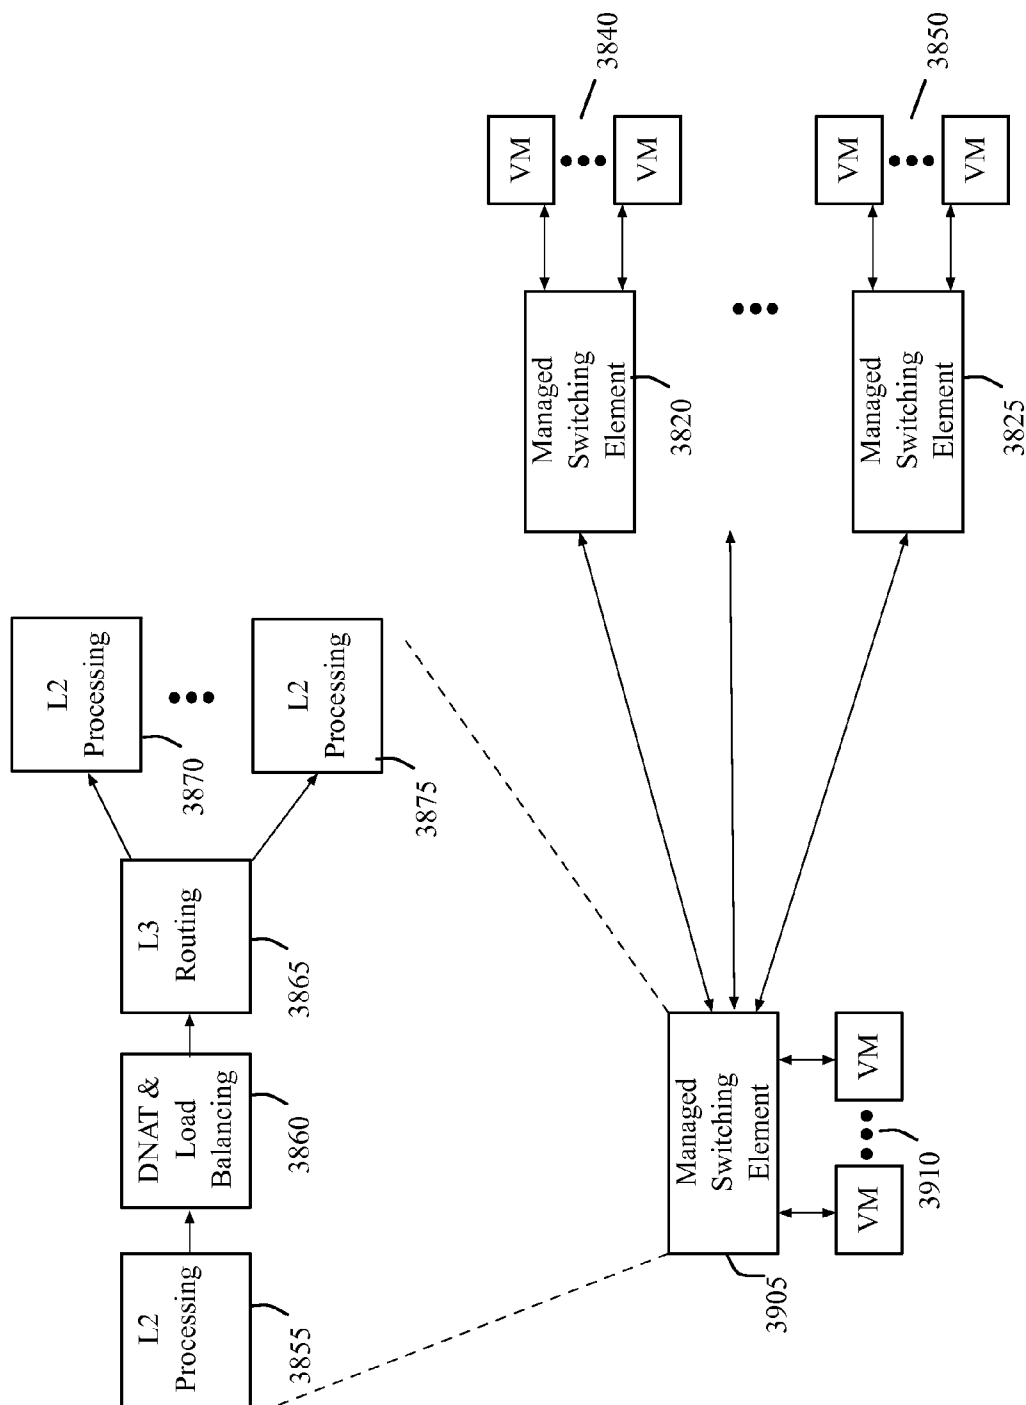 L2
Processing
3855
DNAT &
Load
Balancing
3860
L3
Routing
3865
L2
Processing
3870
L2
Processing
3875
Managed
Switching
Element
3905
VM
VM
3910
Managed
Switching
Element
3820
VM
VM
3840
Managed
Switching
Element
3825
VM
VM
3850